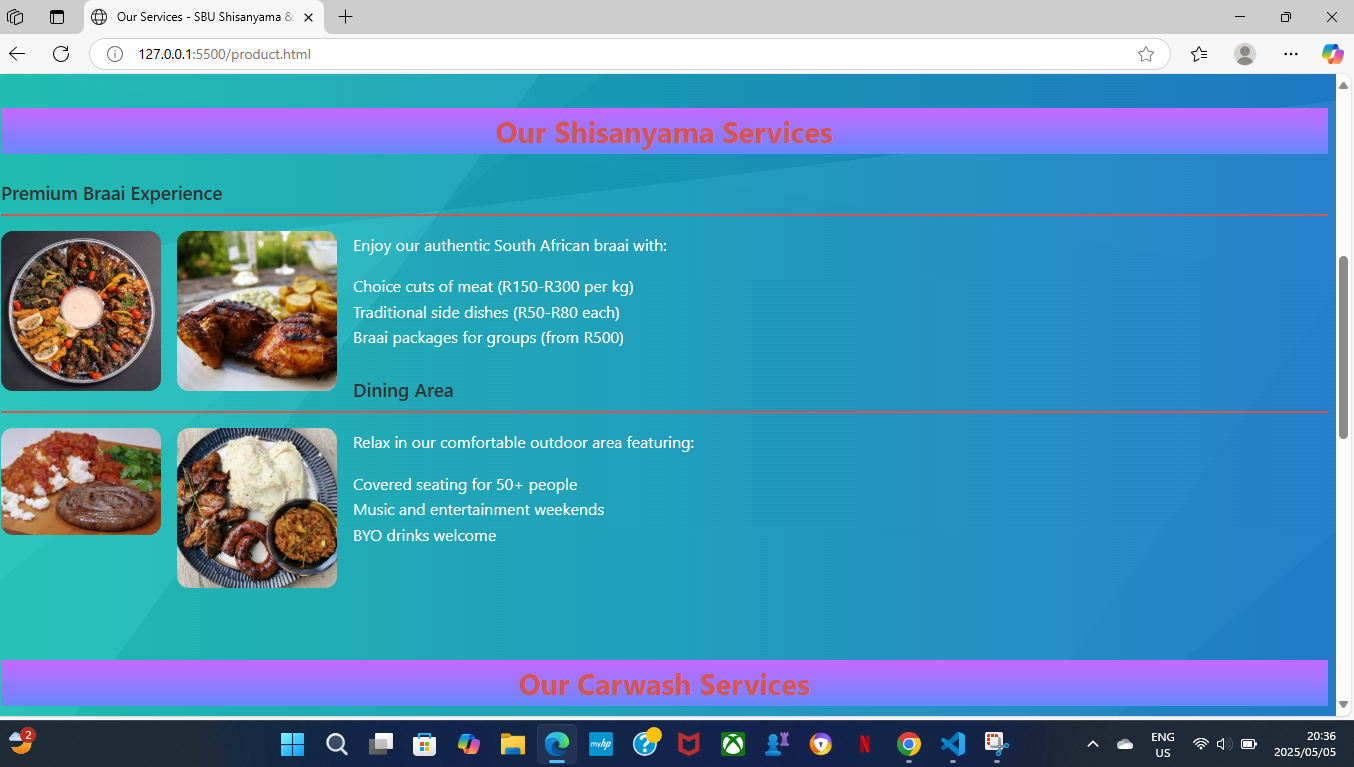 Our Services - SBU Shisanyama &
127.0.0.1:5500/product.html
Our Shisanyama Services
Premium Braai Experience
Enjoy our authentic South African braai with:
Choice cuts of meat (R150-R300 per kg)
Traditional side dishes (R50-R80 each)
Braai packages for groups (from R500)
Dining Area
Relax in our comfortable outdoor area featuring:
Covered seating for 50+ people
Music and entertainment weekends
BYO drinks welcome
Our Carwash Services
2
myhp
?
N
ENG
US
20:36
2025/05/05